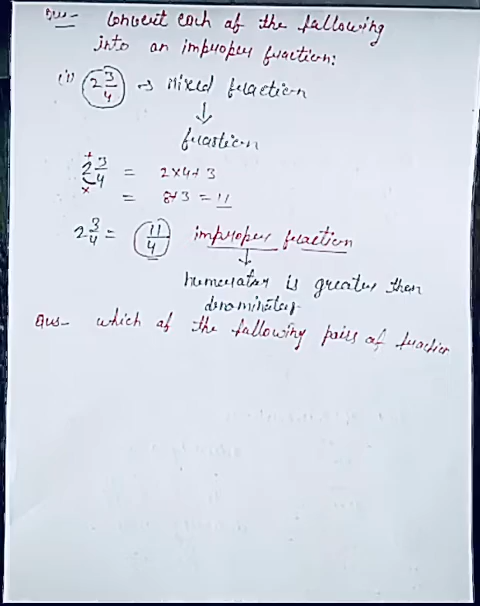 Qus - Convert each of the following
into an improper fraction:
(i) 2 3/4 → Mixed fraction
↓
fraction
2 3/4 = 2×4+3
= 8+3 = 11
2 3/4 = 11/4 improper fraction
↓
numerator is greater then
denominator
Qus - which of the following pairs of fraction